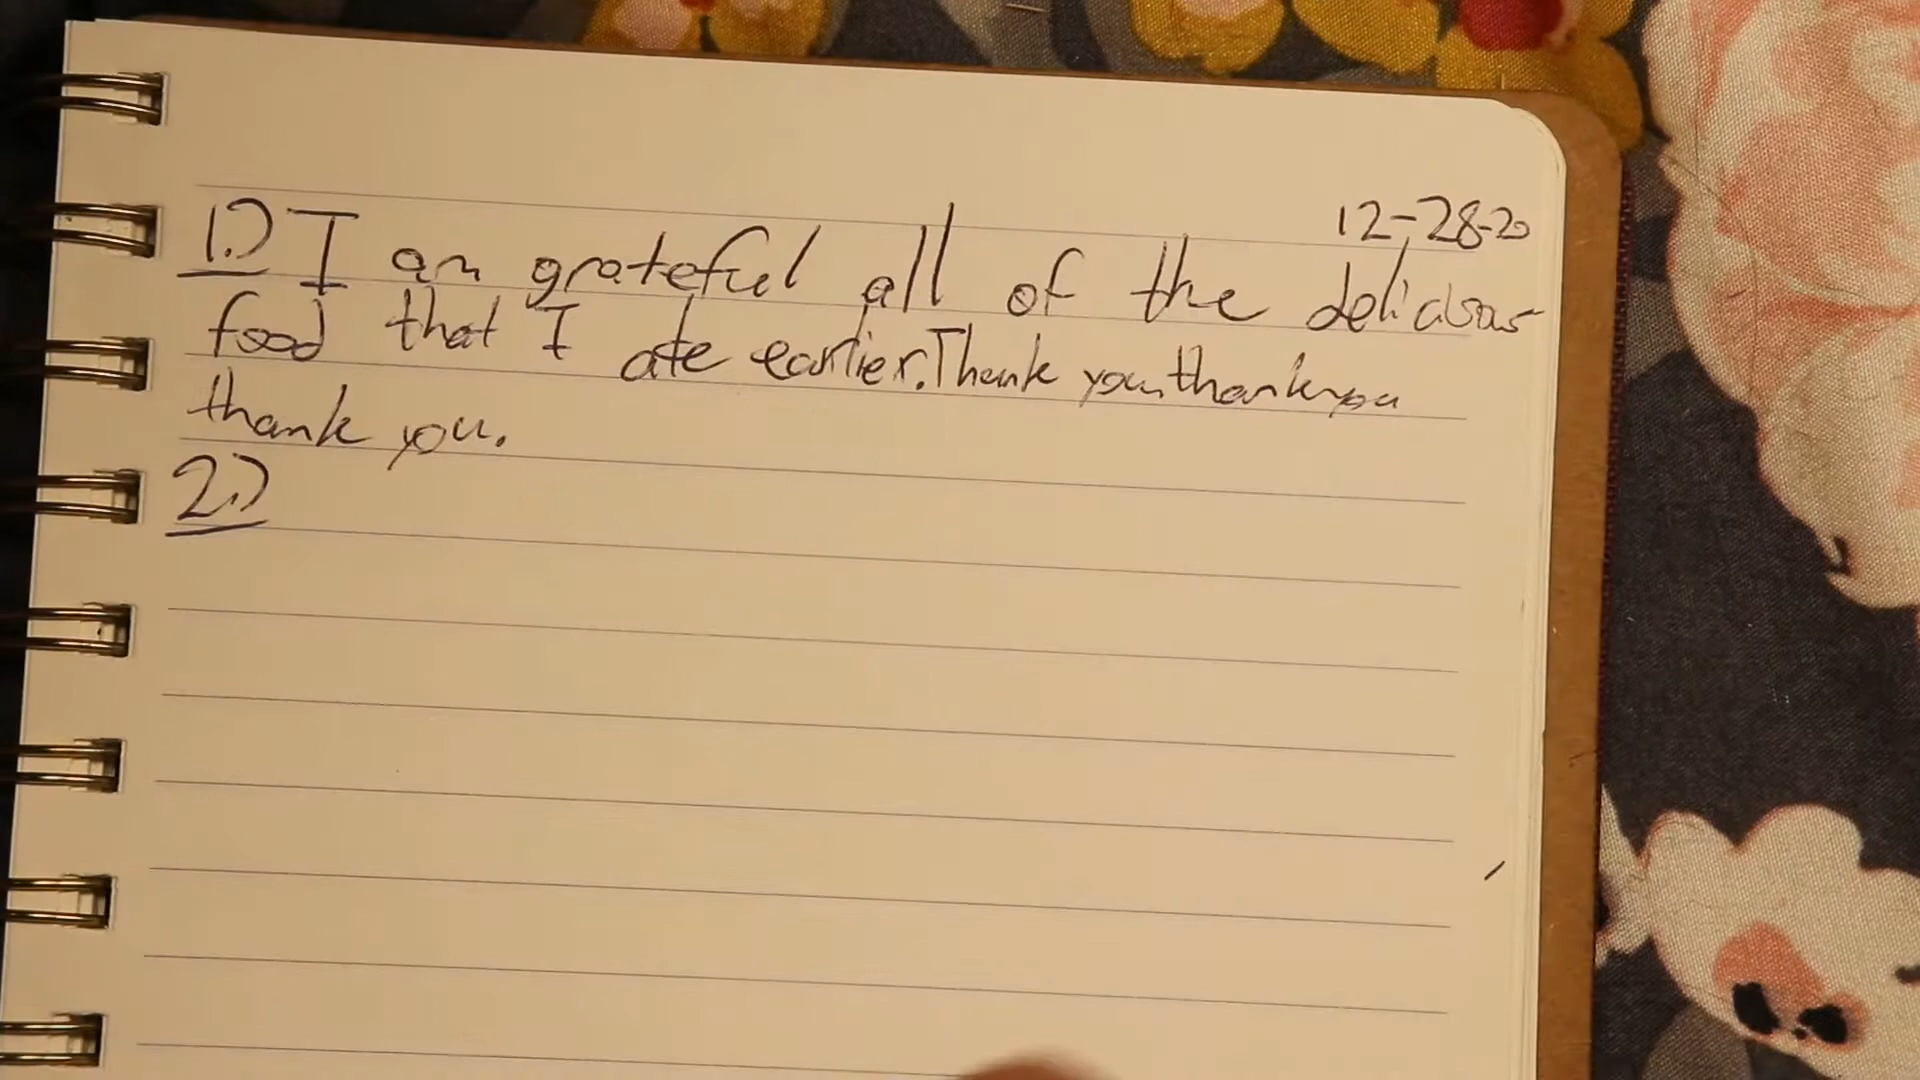 12-28-20
1.) I am grateful all of the delicious
food that I ate earlier. Thank you, thank you
thank you.
2.)